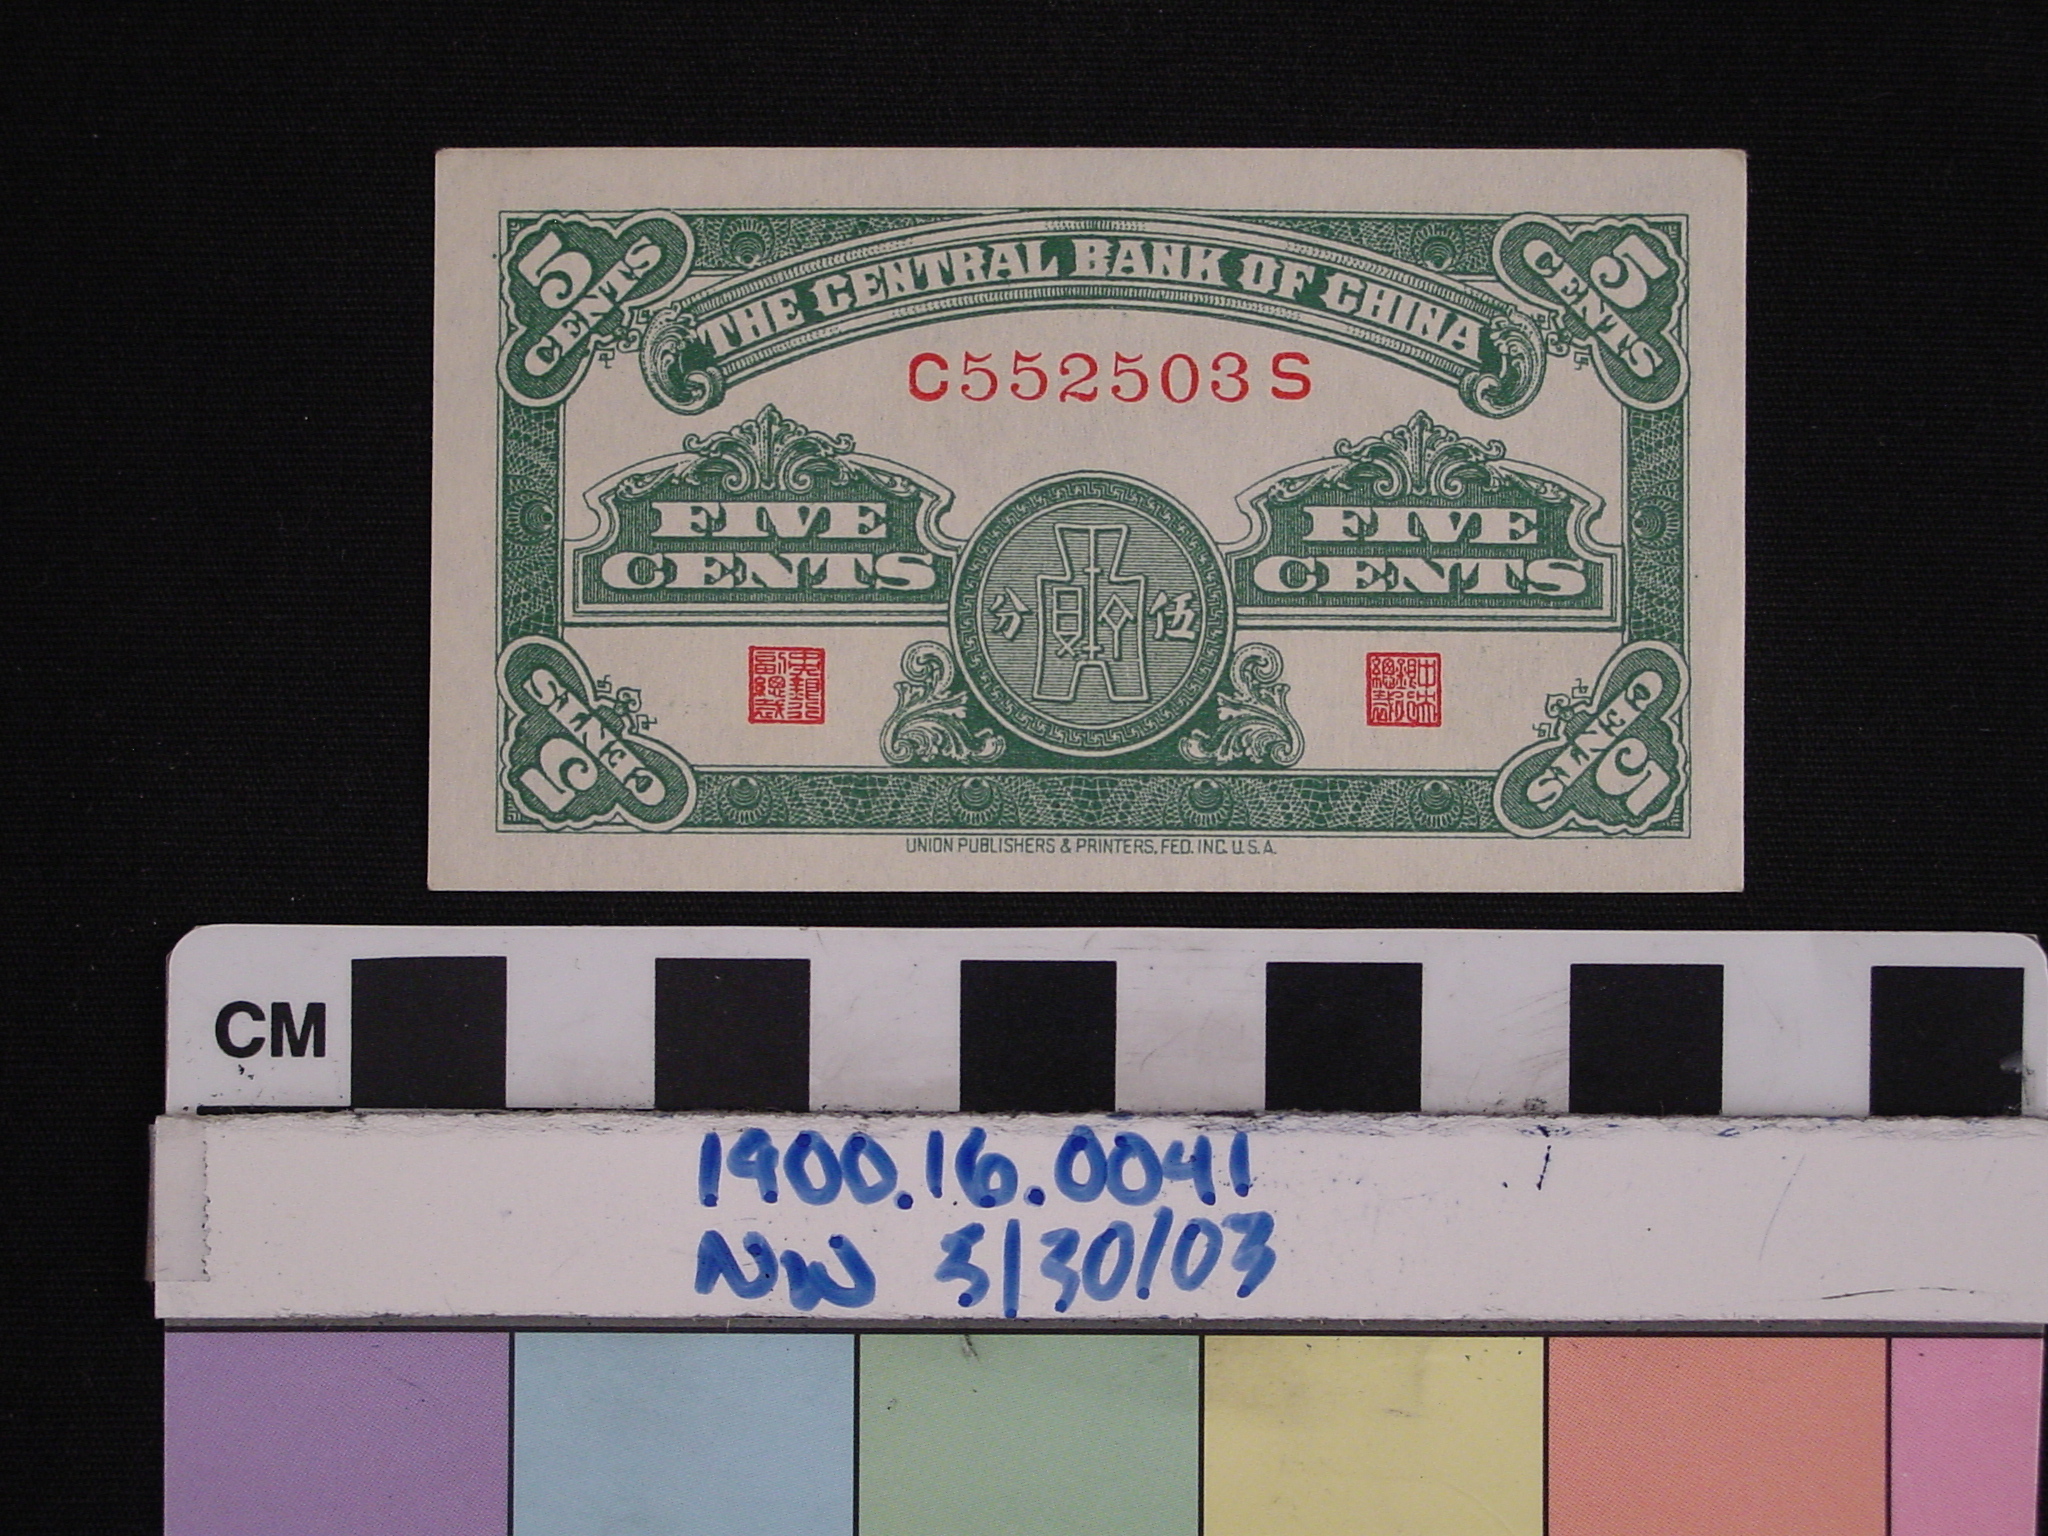 5 CENTS
THE CENTRAL BANK OF CHINA
5 CENTS
C552503S
FIVE CENTS
FIVE CENTS
分 伍
5 CENTS
5 CENTS
UNION PUBLISHERS & PRINTERS, FED. INC. U.S.A.
CM
1900.16.0041
NW 5/30/03